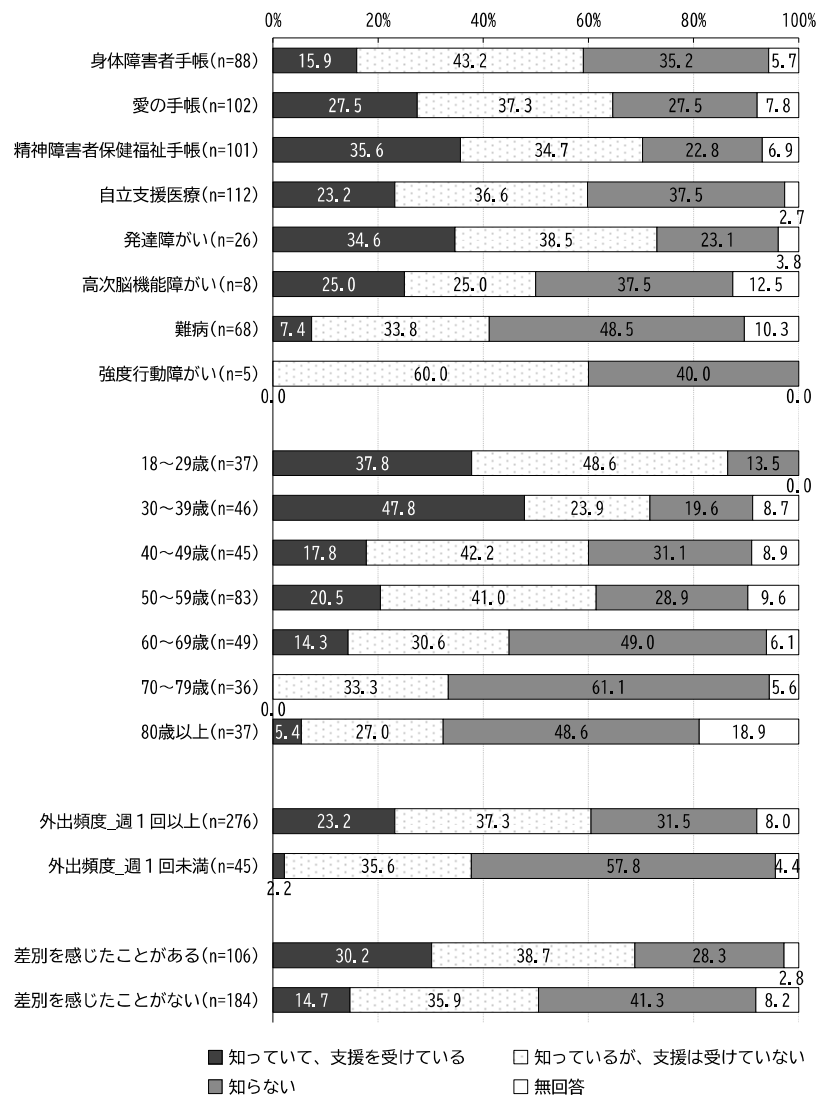 0% 20% 40% 60% 80% 100%
身体障害者手帳(n=88) 15.9 43.2 35.2 5.7
愛の手帳(n=102) 27.5 37.3 27.5 7.8
精神障害者保健福祉手帳(n=101) 35.6 34.7 22.8 6.9
自立支援医療(n=112) 23.2 36.6 37.5 2.7
発達障がい(n=26) 34.6 38.5 23.1 3.8
高次脳機能障がい(n=8) 25.0 25.0 37.5 12.5
難病(n=68) 7.4 33.8 48.5 10.3
強度行動障がい(n=5) 0.0 60.0 40.0 0.0
18～29歳(n=37) 37.8 48.6 13.5 0.0
30～39歳(n=46) 47.8 23.9 19.6 8.7
40～49歳(n=45) 17.8 42.2 31.1 8.9
50～59歳(n=83) 20.5 41.0 28.9 9.6
60～69歳(n=49) 14.3 30.6 49.0 6.1
70～79歳(n=36) 0.0 33.3 61.1 5.6
80歳以上(n=37) 5.4 27.0 48.6 18.9
外出頻度_週１回以上(n=276) 23.2 37.3 31.5 8.0
外出頻度_週１回未満(n=45) 2.2 35.6 57.8 4.4
差別を感じたことがある(n=106) 30.2 38.7 28.3 2.8
差別を感じたことがない(n=184) 14.7 35.9 41.3 8.2
知っていて、支援を受けている 知っているが、支援は受けていない
知らない 無回答